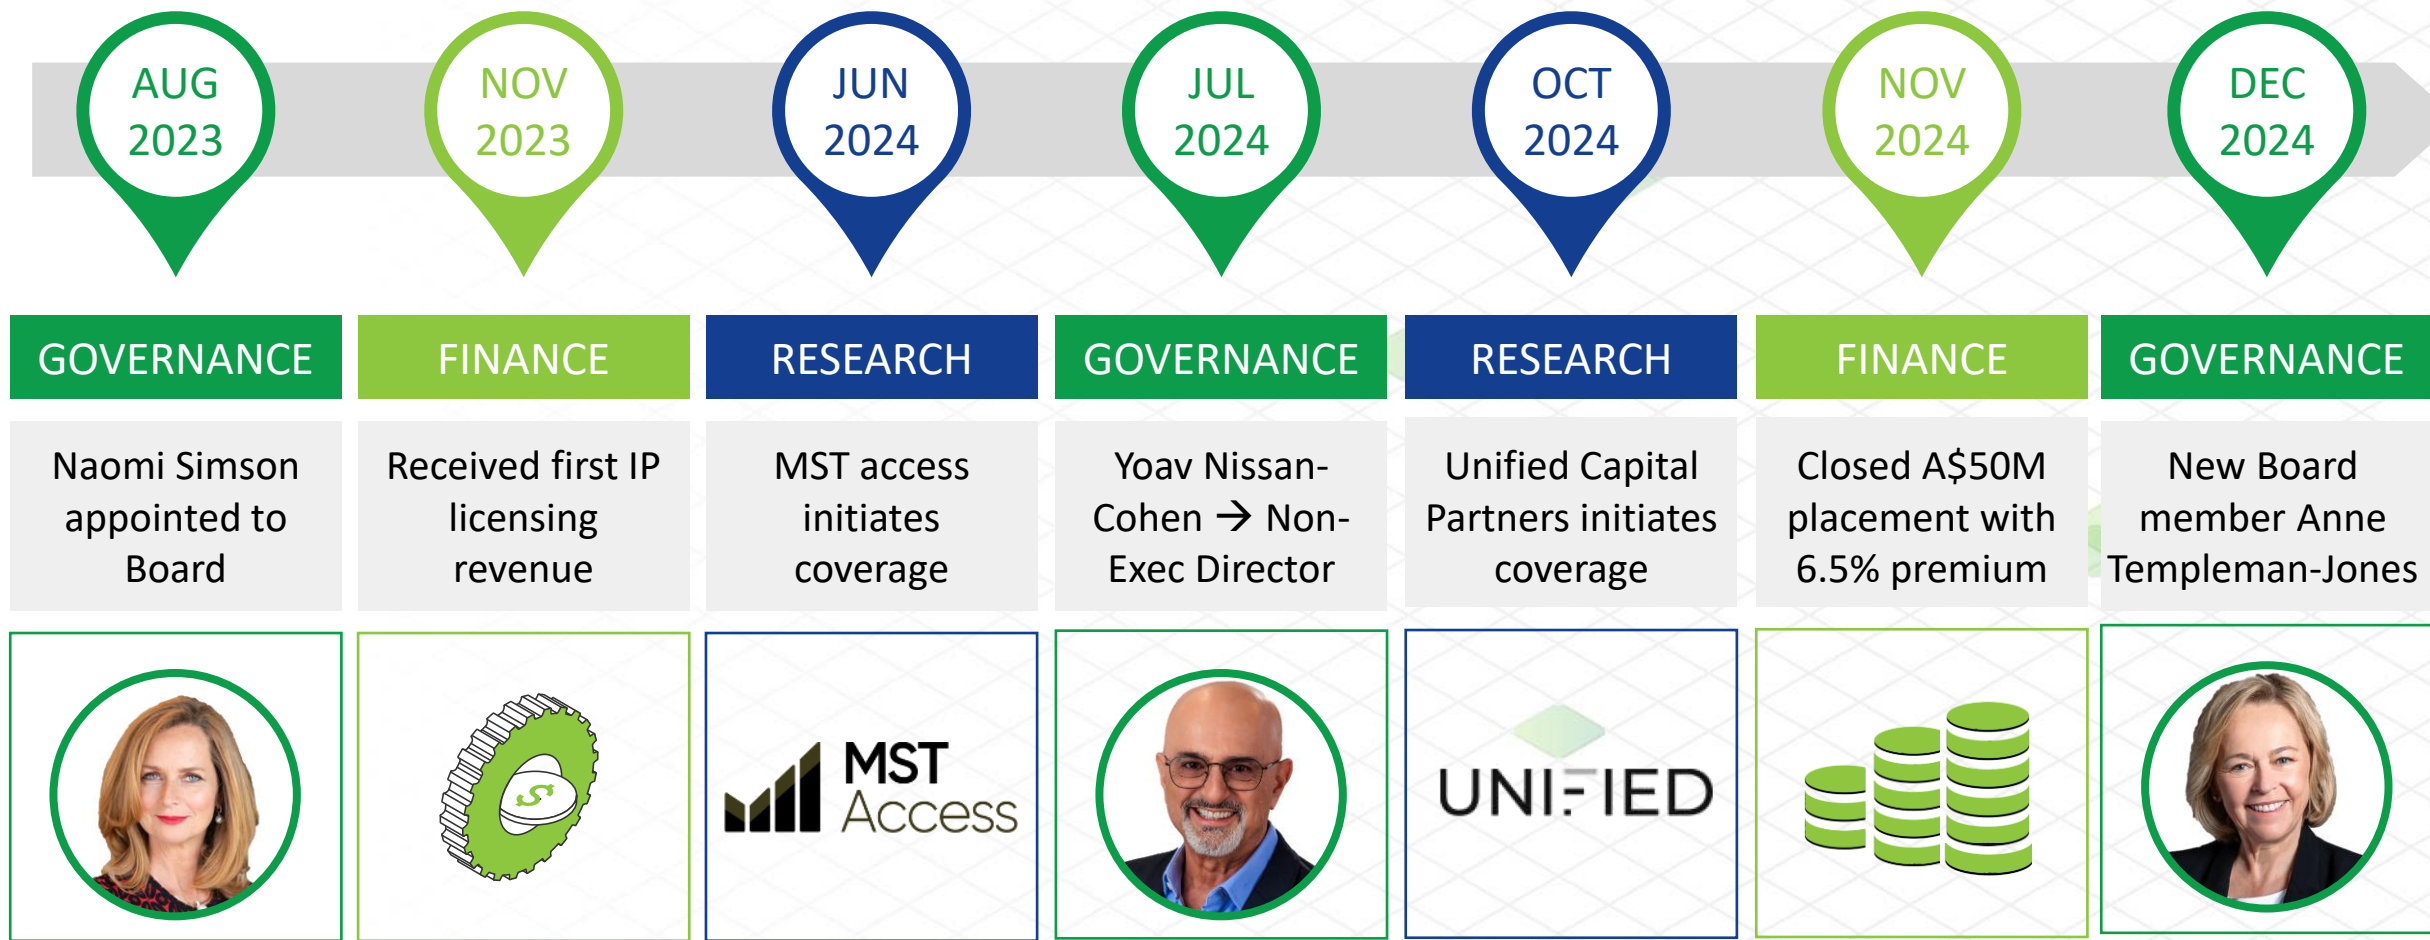 AUG
2023
NOV
2023
JUN
2024
JUL
2024
OCT
2024
NOV
2024
DEC
2024
GOVERNANCE
FINANCE
RESEARCH
GOVERNANCE
RESEARCH
FINANCE
GOVERNANCE
Naomi Simson
appointed to
Board
Received first IP
licensing
revenue
MST access
initiates
coverage
Yoav Nissan-
Cohen → Non-
Exec Director
Unified Capital
Partners initiates
coverage
Closed A$50M
placement with
6.5% premium
New Board
member Anne
Templeman-Jones
$
MST
Access
UNIFIED